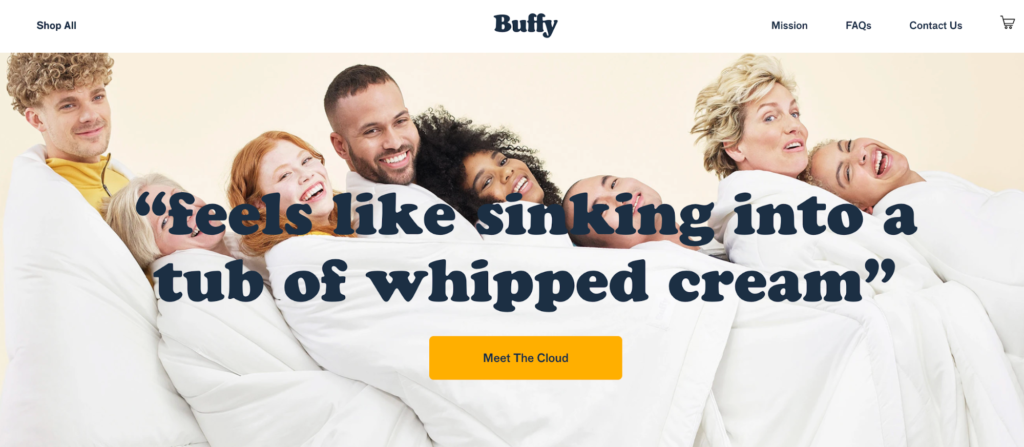 Shop All
Buffy
Mission
FAQs
Contact Us
“feels like sinking into a
tub of whipped cream”
Meet The Cloud